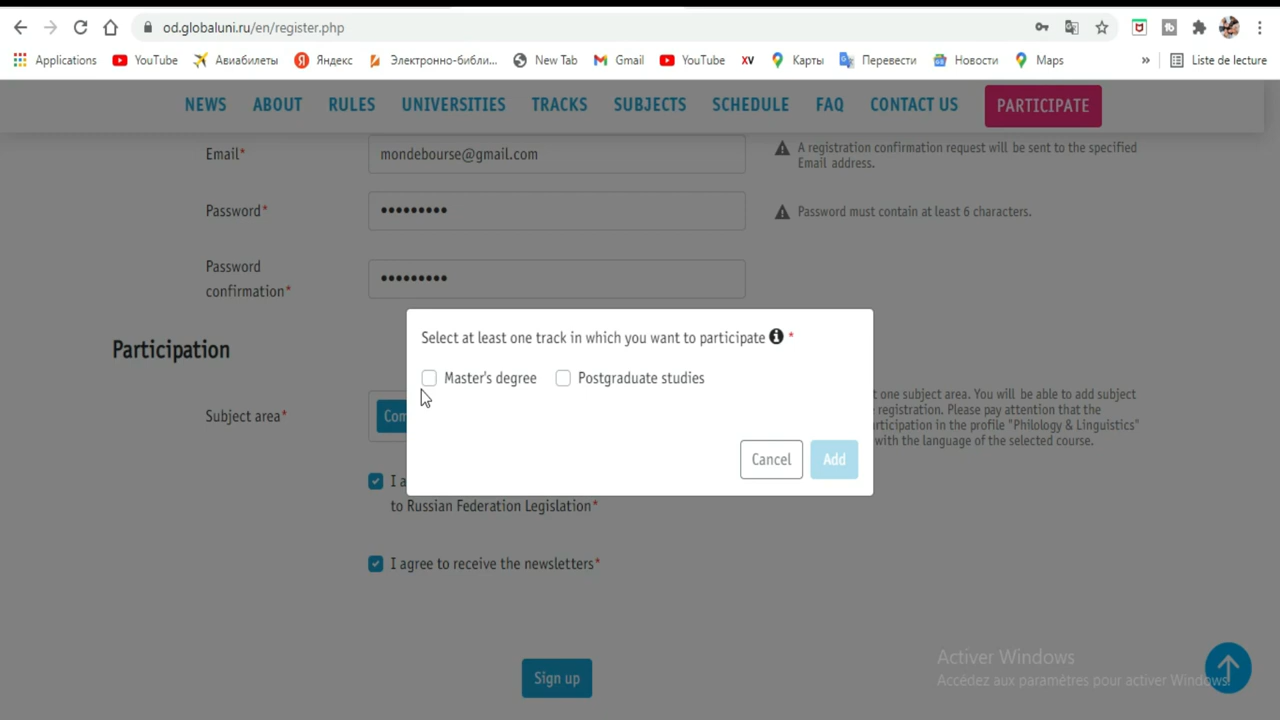 od.globaluni.ru/en/register.php
Applications YouTube Авиабилеты Яндекс Электронно-библи... New Tab Gmail YouTube XV Карты Перевести Новости Maps » Liste de lecture
NEWS ABOUT RULES UNIVERSITIES TRACKS SUBJECTS SCHEDULE FAQ CONTACT US PARTICIPATE
Email*
mondebourse@gmail.com
A registration confirmation request will be sent to the specified
Email address.
Password*
•••••••••
Password must contain at least 6 characters.
Password
confirmation*
•••••••••
Participation
Select at least one track in which you want to participate *
Master's degree Postgraduate studies
Cancel Add
Subject area*
Com
t one subject area. You will be able to add subject
registration. Please pay attention that the
articipation in the profile "Philology & Linguistics"
with the language of the selected course.
I a
to Russian Federation Legislation*
I agree to receive the newsletters*
Sign up
Activer Windows
Accédez aux paramètres pour activer Windows.